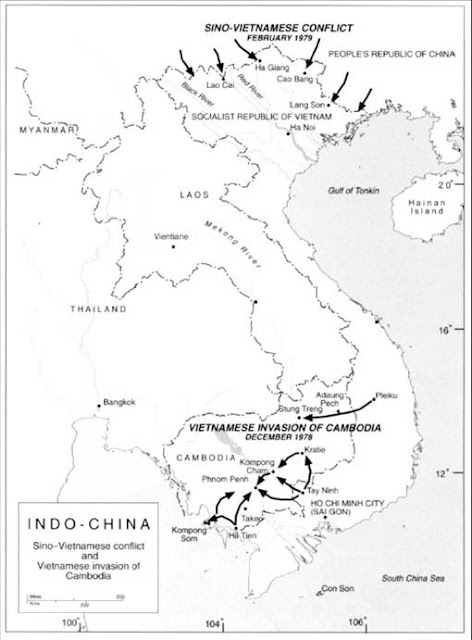 SINO-VIETNAMESE CONFLICT
FEBRUARY 1979
PEOPLE'S REPUBLIC OF CHINA
Ha Giang
Cao Bang
Lao Cai
Black River
Red River
Lang Son
SOCIALIST REPUBLIC OF VIETNAM
Ha Noi
MYANMAR
LAOS
Gulf of Tonkin
20°
Hainan
Island
Mekong River
Vientiane
THAILAND
16°
Bangkok
Adaung
Pech
Pleiku
Stung Treng
VIETNAMESE INVASION OF CAMBODIA
DECEMBER 1978
CAMBODIA
Kratie
Kompong
Cham
12°
Phnom Penh
Tay Ninh
HO CHI MINH CITY
(SAI GON)
Takeo
Kompong
Som
Ha Tien
INDO-CHINA
Sino-Vietnamese conflict
and
Vietnamese invasion of
Cambodia
Miles
200
Kms
200
Con Son
South China Sea
100°
104
106